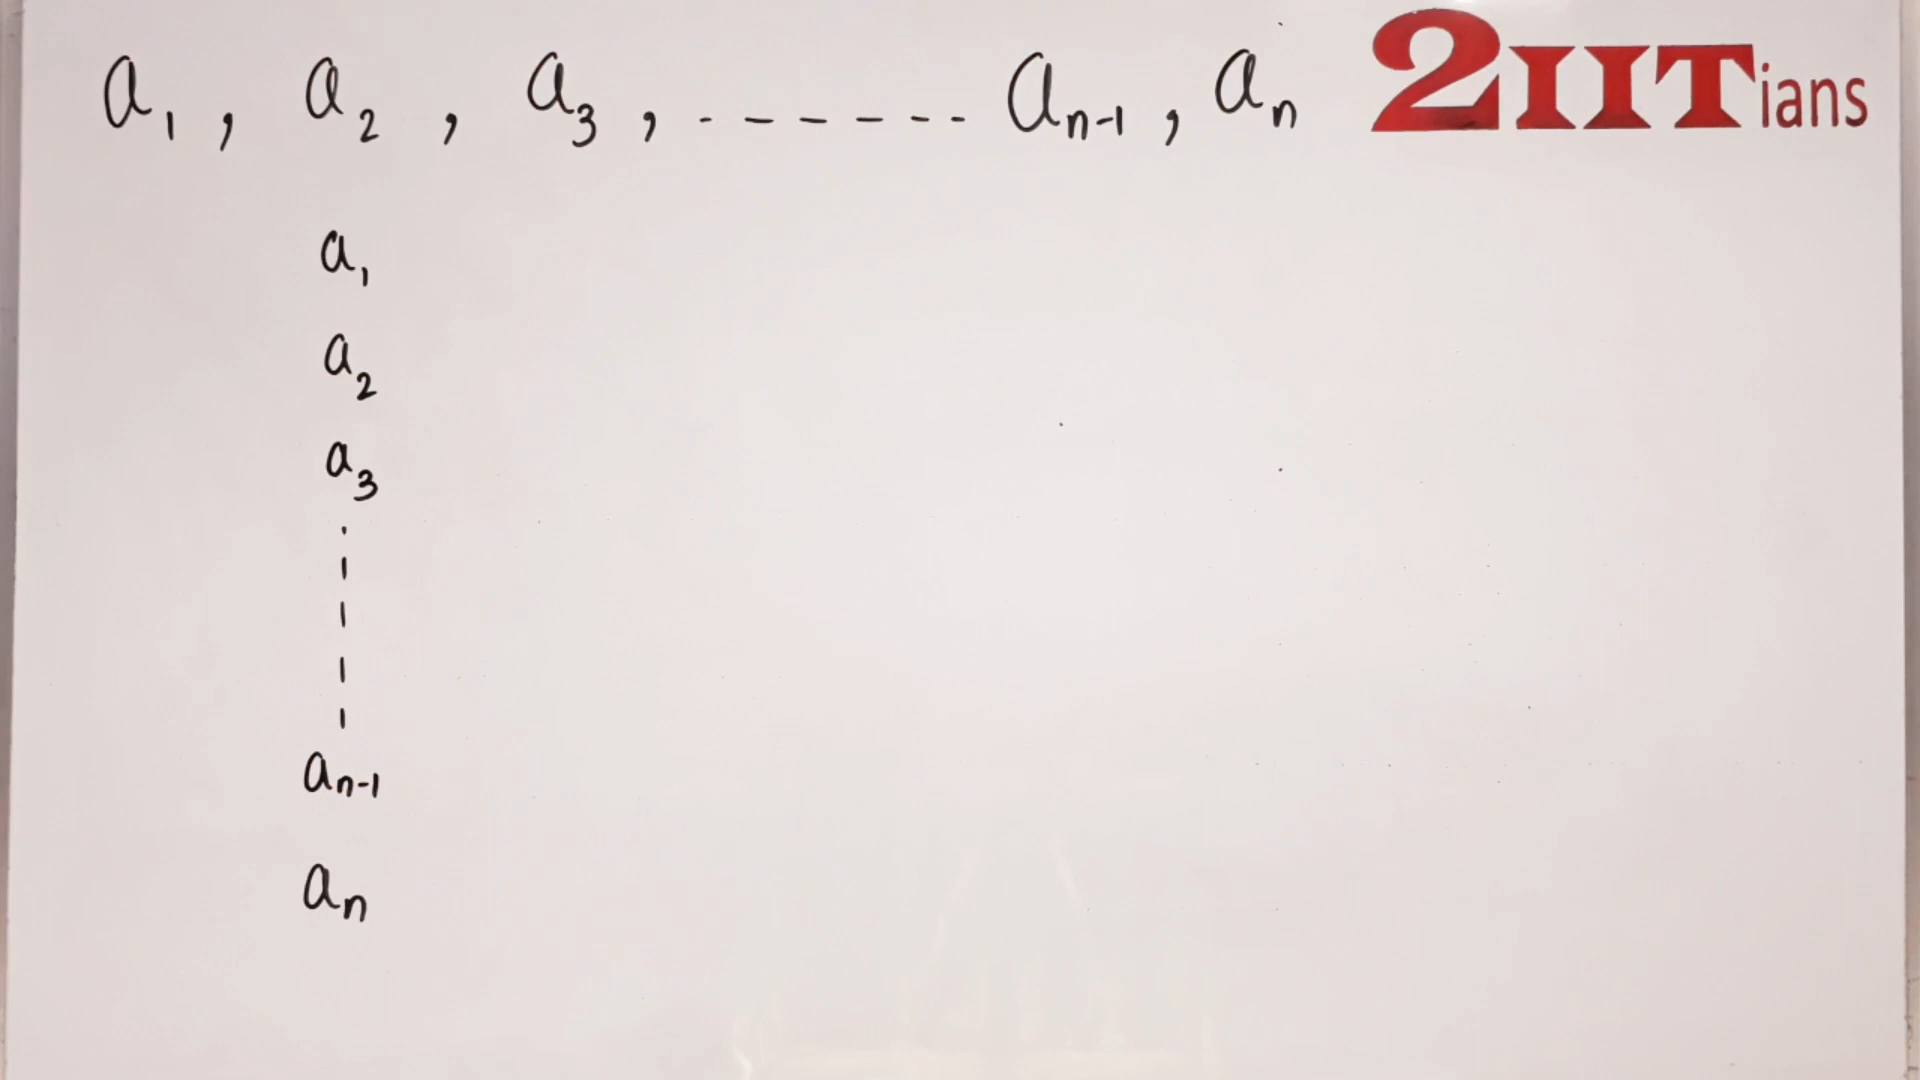 a₁, a₂, a₃, ------- aₙ₋₁, aₙ 2IITians
a₁
a₂
a₃
aₙ₋₁
aₙ